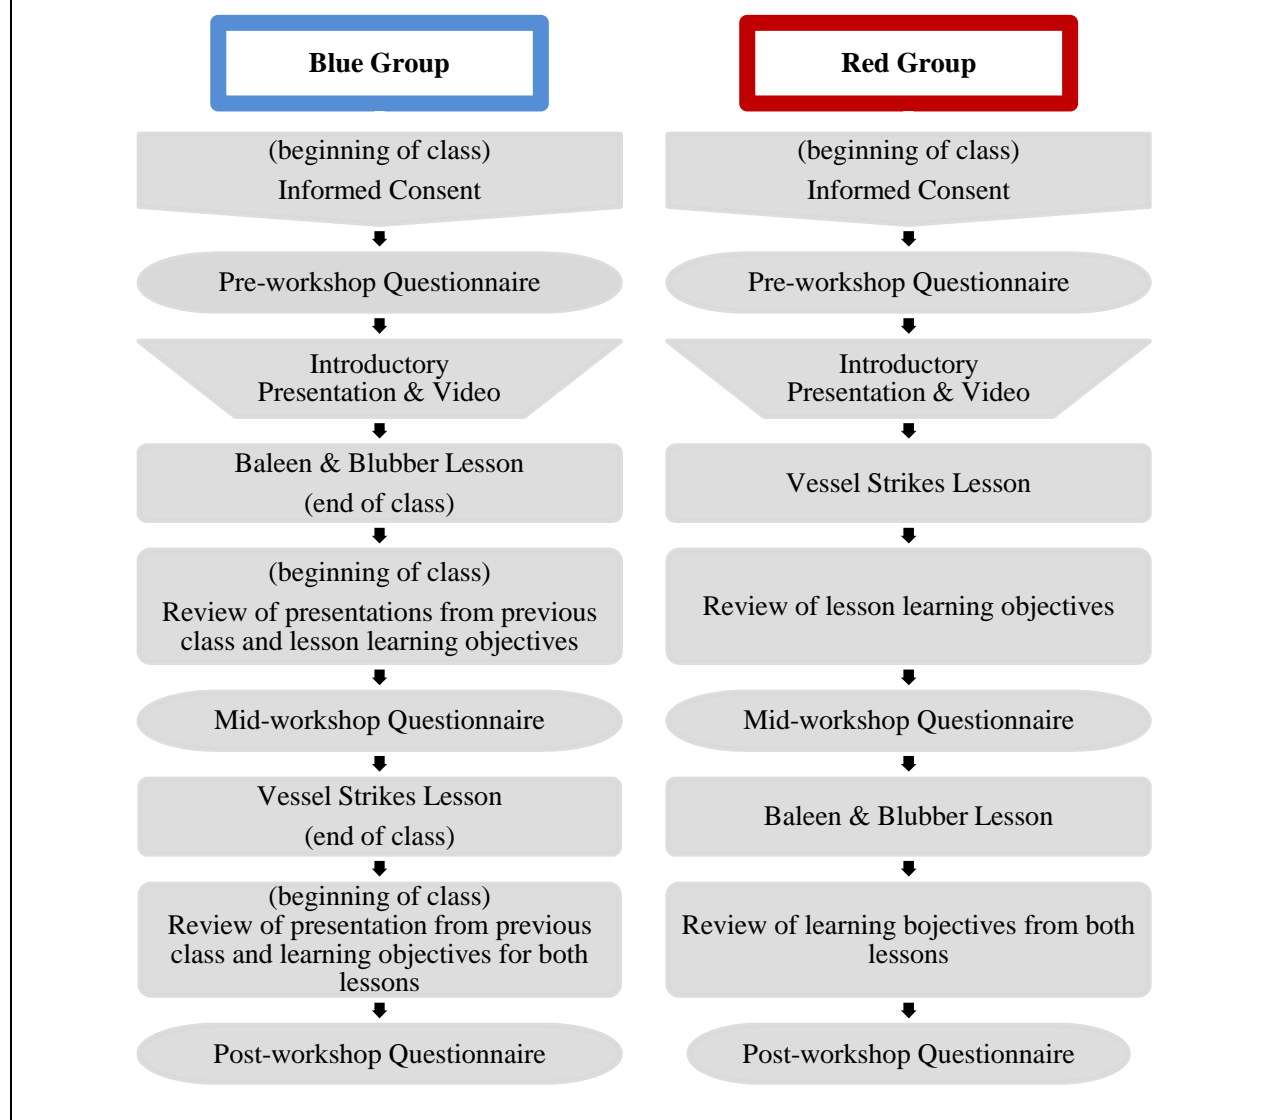 Blue Group
(beginning of class)
Informed Consent
Pre-workshop Questionnaire
Introductory
Presentation & Video
Baleen & Blubber Lesson
(end of class)
(beginning of class)
Review of presentations from previous
class and lesson learning objectives
Mid-workshop Questionnaire
Vessel Strikes Lesson
(end of class)
(beginning of class)
Review of presentation from previous
class and learning objectives for both
lessons
Post-workshop Questionnaire
Red Group
(beginning of class)
Informed Consent
Pre-workshop Questionnaire
Introductory
Presentation & Video
Vessel Strikes Lesson
Review of lesson learning objectives
Mid-workshop Questionnaire
Baleen & Blubber Lesson
Review of learning bojectives from both
lessons
Post-workshop Questionnaire